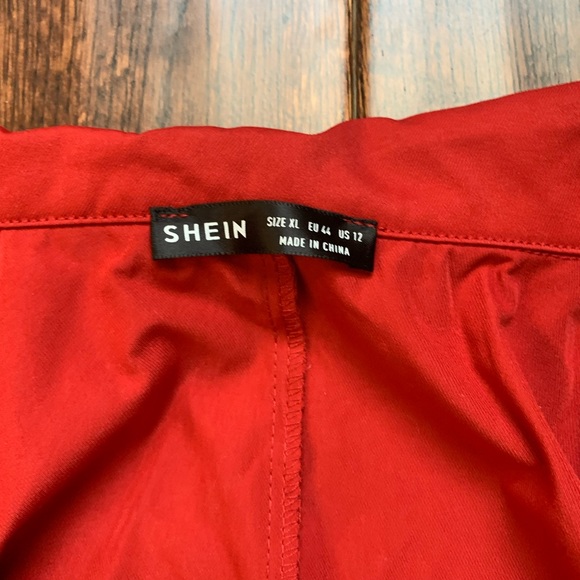 SHEIN SIZE XL EU 44 US 12
MADE IN CHINA